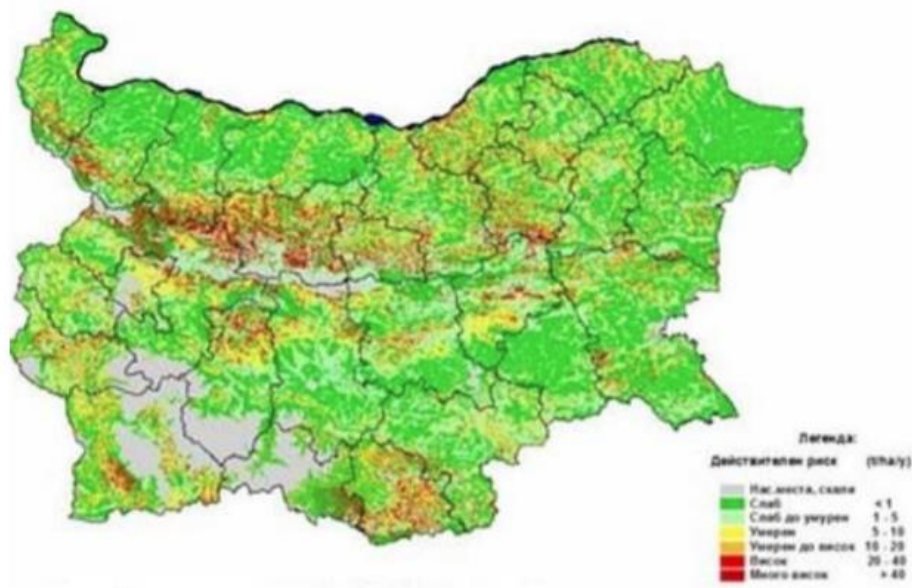 Легенда:
Действителен риск (t/ha/y)
Нас.места, скали
Слаб < 1
Слаб до умерен 1 - 5
Умерен 5 - 10
Умерен до висок 10 - 20
Висок 20 - 40
Много висок > 40